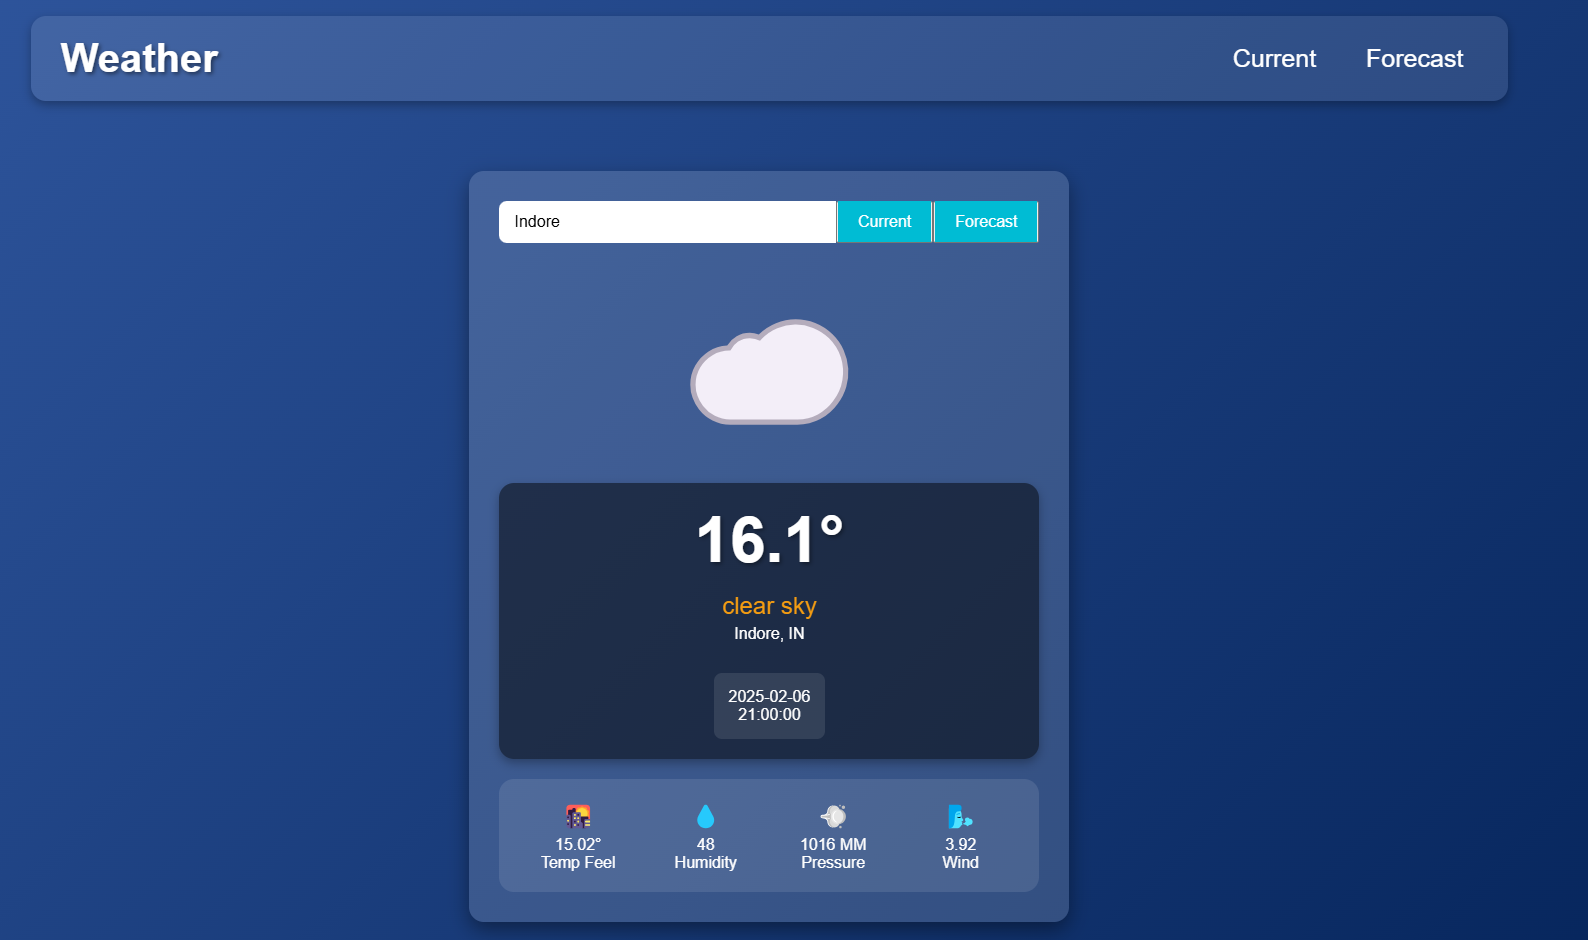 Weather
Current
Forecast
Indore
Current
Forecast
16.1°
clear sky
Indore, IN
2025-02-06
21:00:00
15.02°
Temp Feel
48
Humidity
1016 MM
Pressure
3.92
Wind